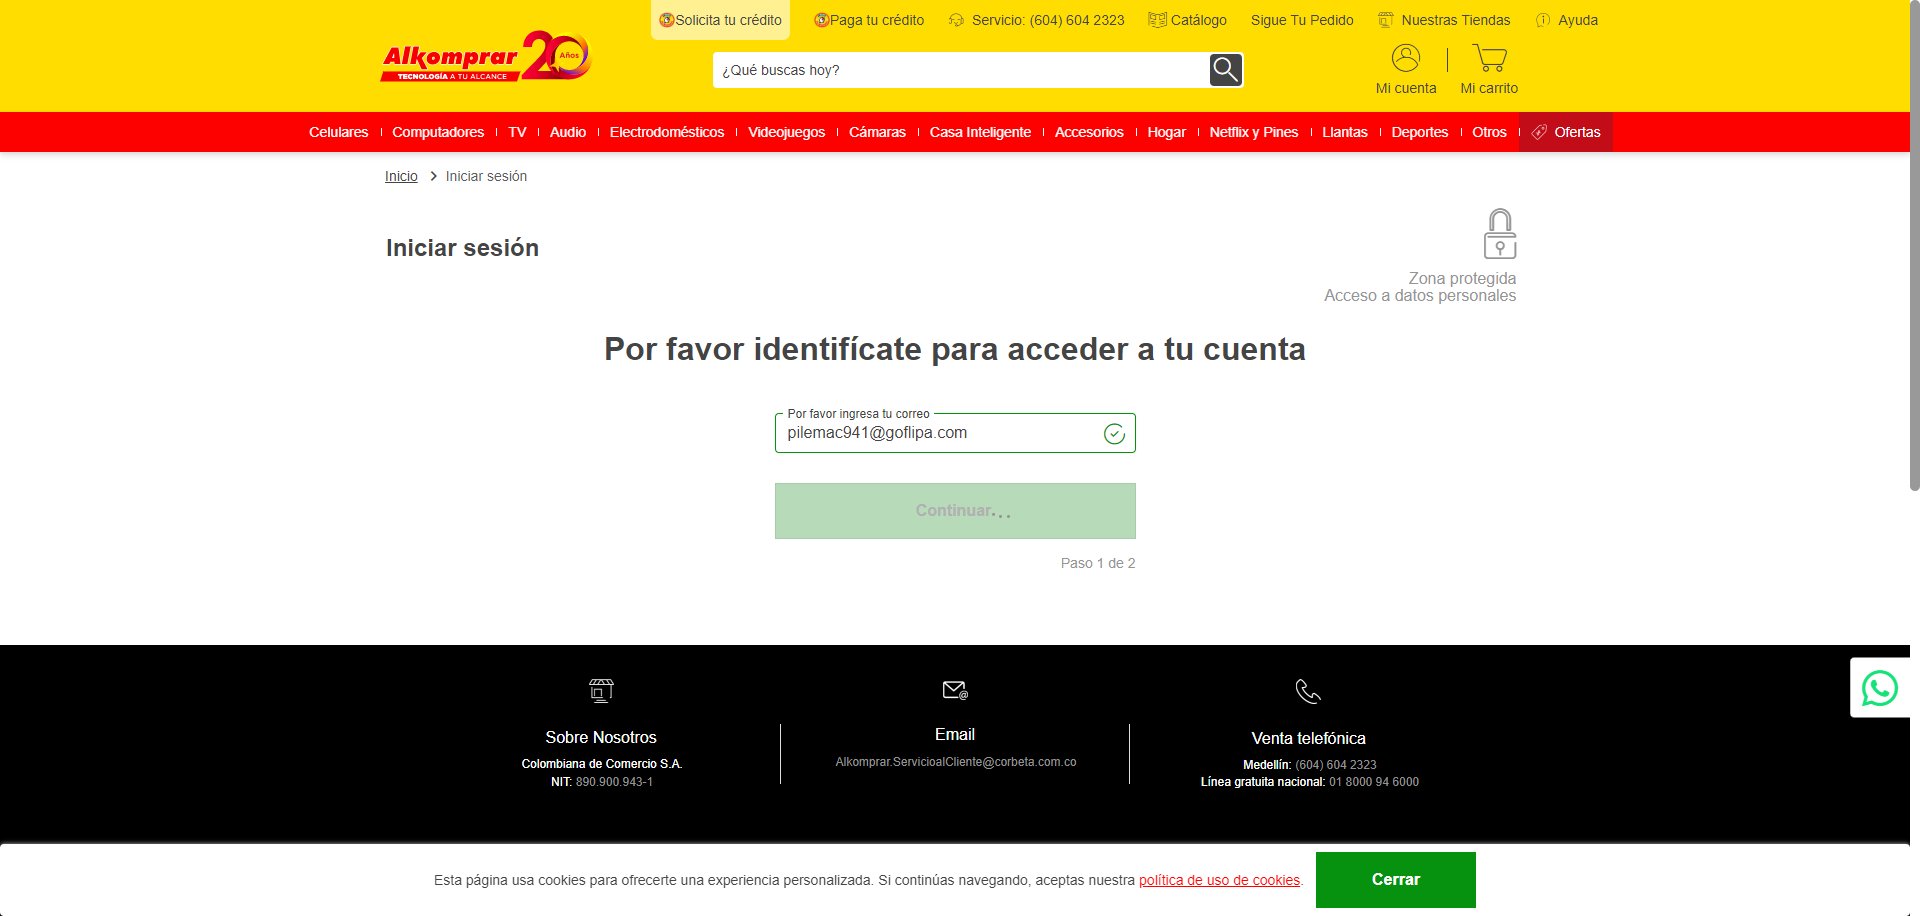 Solicita tu crédito
Paga tu crédito
Servicio: (604) 604 2323
Catálogo
Sigue Tu Pedido
Nuestras Tiendas
Ayuda
Alkomprar 20 Años
TECNOLOGÍA A TU ALCANCE
¿Qué buscas hoy?
Mi cuenta
Mi carrito
Celulares
Computadores
TV
Audio
Electrodomésticos
Videojuegos
Cámaras
Casa Inteligente
Accesorios
Hogar
Netflix y Pines
Llantas
Deportes
Otros
Ofertas
Inicio
Iniciar sesión
Iniciar sesión
Zona protegida
Acceso a datos personales
Por favor identifícate para acceder a tu cuenta
Por favor ingresa tu correo
pilemac941@goflipa.com
Continuar...
Paso 1 de 2
Sobre Nosotros
Colombiana de Comercio S.A.
NIT: 890.900.943-1
Email
Alkomprar.ServicioalCliente@corbeta.com.co
Venta telefónica
Medellín: (604) 604 2323
Línea gratuita nacional: 01 8000 94 6000
Esta página usa cookies para ofrecerte una experiencia personalizada. Si continúas navegando, aceptas nuestra política de uso de cookies.
Cerrar